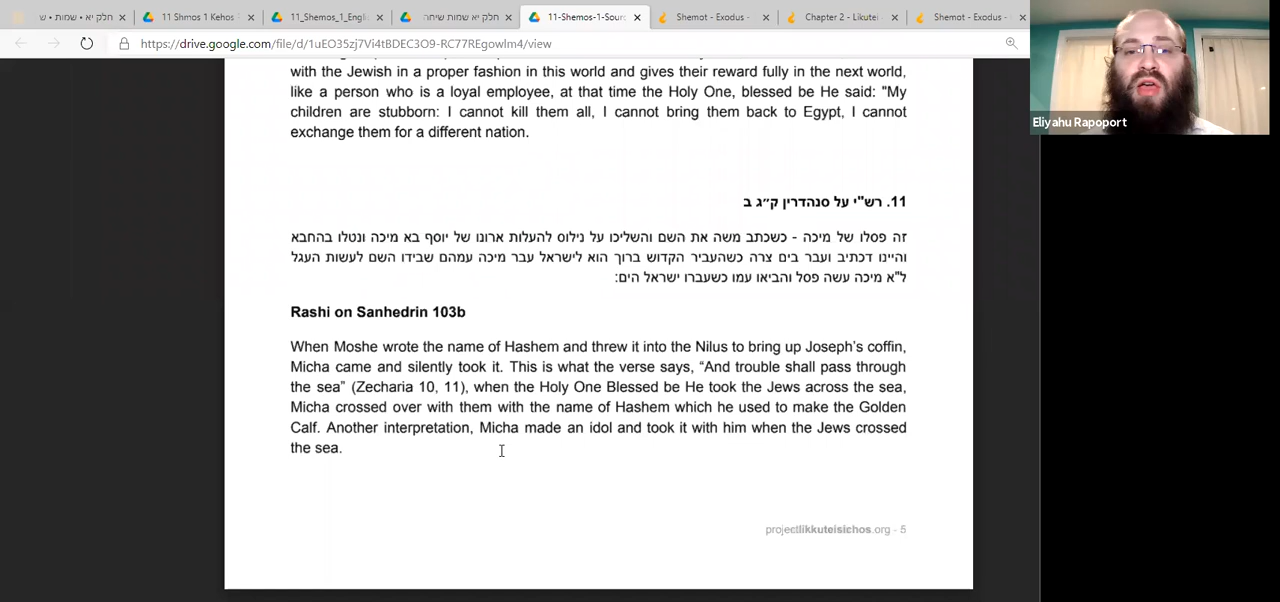 חלק יא • שמות • ש
11 Shmos 1 Kehos
11_Shemos_1_Engli
חלק יא שמות שיחה
11-Shemos-1-Sour
Shemot - Exodus -
Chapter 2 - Likutei
Shemot - Exodus -
https://drive.google.com/file/d/1uEO35zj7Vi4tBDEC3O9-RC77REgowlm4/view
Eliyahu Rapoport
with the Jewish in a proper fashion in this world and gives their reward fully in the next world,
like a person who is a loyal employee, at that time the Holy One, blessed be He said: "My
children are stubborn: I cannot kill them all, I cannot bring them back to Egypt, I cannot
exchange them for a different nation.
11. רש"י על סנהדרין ק״ג ב
זה פסלו של מיכה - כשכתב משה את השם והשליכו על נילוס להעלות ארונו של יוסף בא מיכה ונטלו בהחבא
והיינו דכתיב ועבר בים צרה כשהעביר הקדוש ברוך הוא לישראל עבר מיכה עמהם שבידו השם לעשות העגל
ל"א מיכה עשה פסל והביאו עמו כשעברו ישראל הים:
Rashi on Sanhedrin 103b
When Moshe wrote the name of Hashem and threw it into the Nilus to bring up Joseph's coffin,
Micha came and silently took it. This is what the verse says, “And trouble shall pass through
the sea” (Zecharia 10, 11), when the Holy One Blessed be He took the Jews across the sea,
Micha crossed over with them with the name of Hashem which he used to make the Golden
Calf. Another interpretation, Micha made an idol and took it with him when the Jews crossed
the sea.
projectlikkuteisichos.org - 5